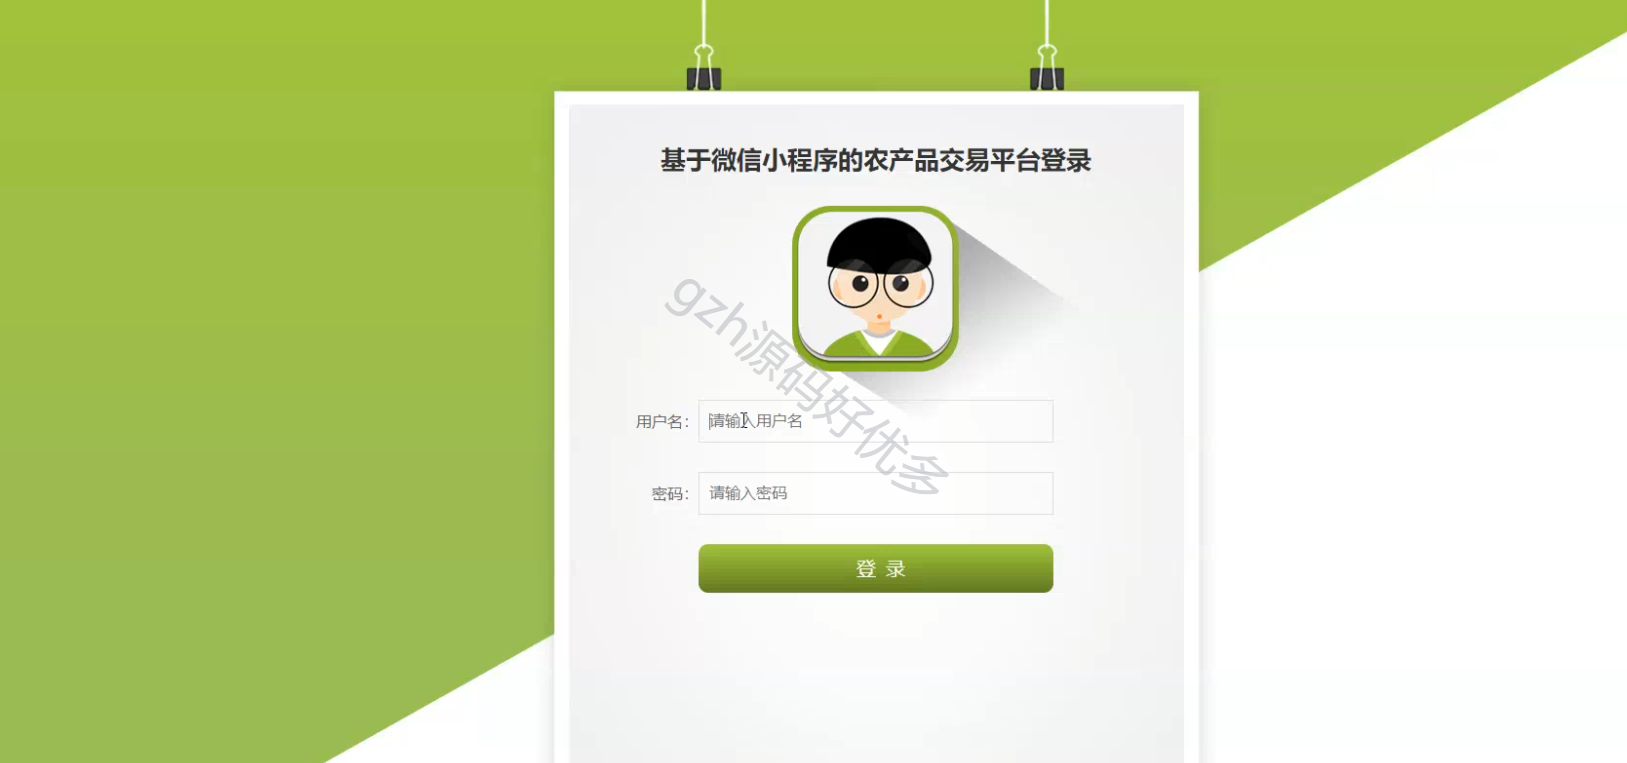 基于微信小程序的农产品交易平台登录
gzh源码好优多
用户名：
请输入用户名
密码：
请输入密码
登 录